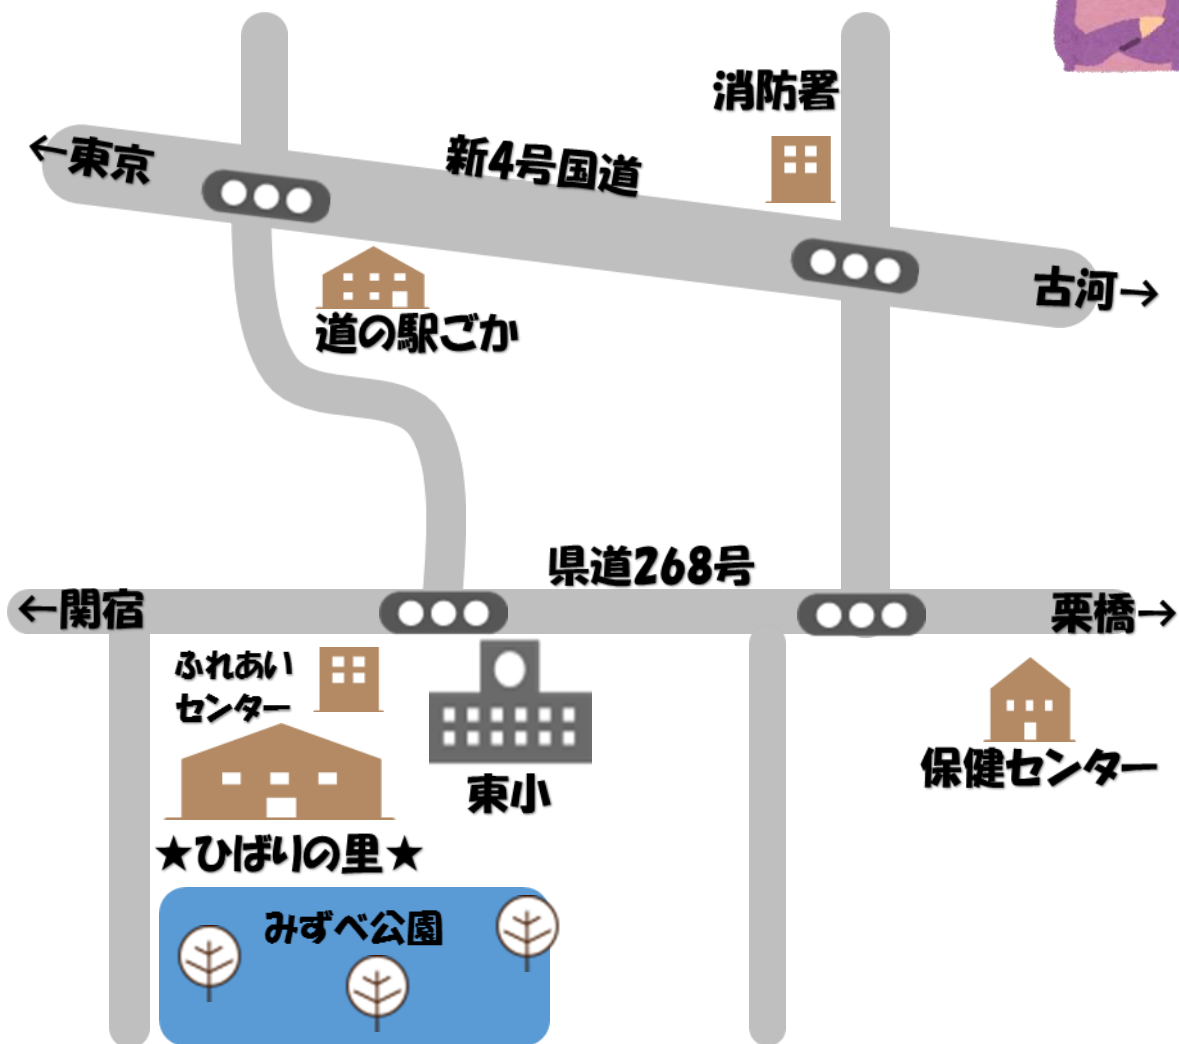 消防署
←東京
新4号国道
古河→
道の駅ごか
県道268号
←関宿
栗橋→
ふれあい
センター
東小
保健センター
★ひばりの里★
みずべ公園